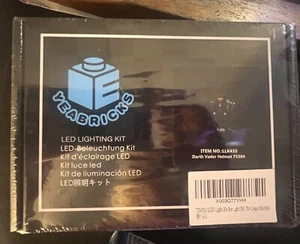 YEABRICKS
LED LIGHTING KIT
LED-Beleuchtung Kit
Kit d'éclairage LED
Kit luce led
Kit de iluminación LED
LED照明キット
ITEM NO.:LLK435
Darth Vader Helmet 75304